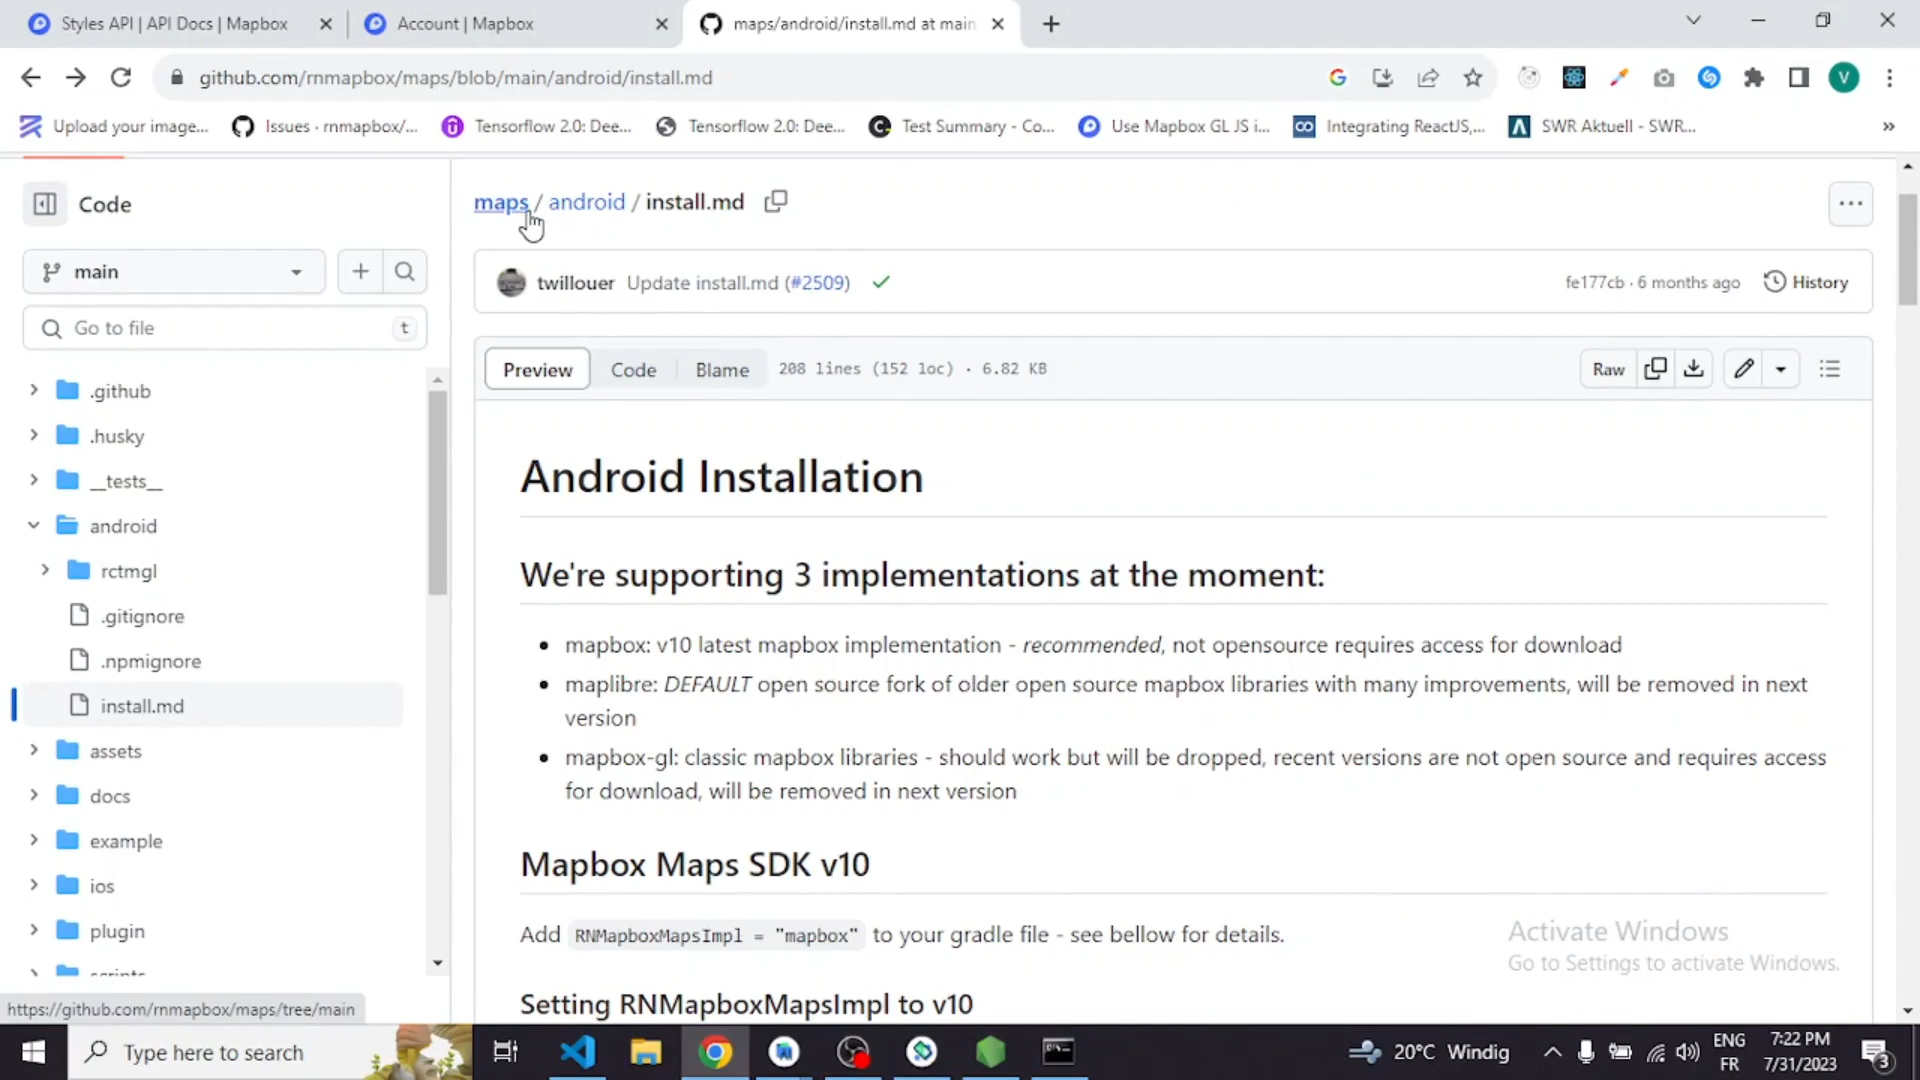 Styles API | API Docs | Mapbox
Account | Mapbox
maps/android/install.md at main
github.com/rnmapbox/maps/blob/main/android/install.md
V
Upload your image...
Issues · rnmapbox/...
Tensorflow 2.0: Dee...
Tensorflow 2.0: Dee...
Test Summary - Co...
Use Mapbox GL JS i...
Integrating ReactJS,...
SWR Aktuell - SWR...
»
Code
maps / android / install.md
main
twillouer Update install.md (#2509)
fe177cb · 6 months ago
History
Go to file
t
Preview
Code
Blame
208 lines (152 loc) · 6.82 KB
Raw
.github
.husky
__tests__
android
rctmgl
.gitignore
.npmignore
install.md
assets
docs
example
ios
plugin
scripts
Android Installation
We're supporting 3 implementations at the moment:
• mapbox: v10 latest mapbox implementation - recommended, not opensource requires access for download
• maplibre: DEFAULT open source fork of older open source mapbox libraries with many improvements, will be removed in next
version
• mapbox-gl: classic mapbox libraries - should work but will be dropped, recent versions are not open source and requires access
for download, will be removed in next version
Mapbox Maps SDK v10
Add RNMapboxMapsImpl = "mapbox" to your gradle file - see bellow for details.
Setting RNMapboxMapsImpl to v10
Activate Windows
Go to Settings to activate Windows.
https://github.com/rnmapbox/maps/tree/main
Type here to search
20°C Windig
ENG
FR
7:22 PM
7/31/2023
3